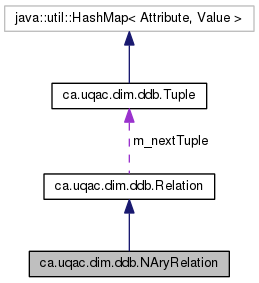 java::util::HashMap< Attribute, Value >
ca.uqac.dim.ddb.Tuple
m_nextTuple
ca.uqac.dim.ddb.Relation
ca.uqac.dim.ddb.NAryRelation